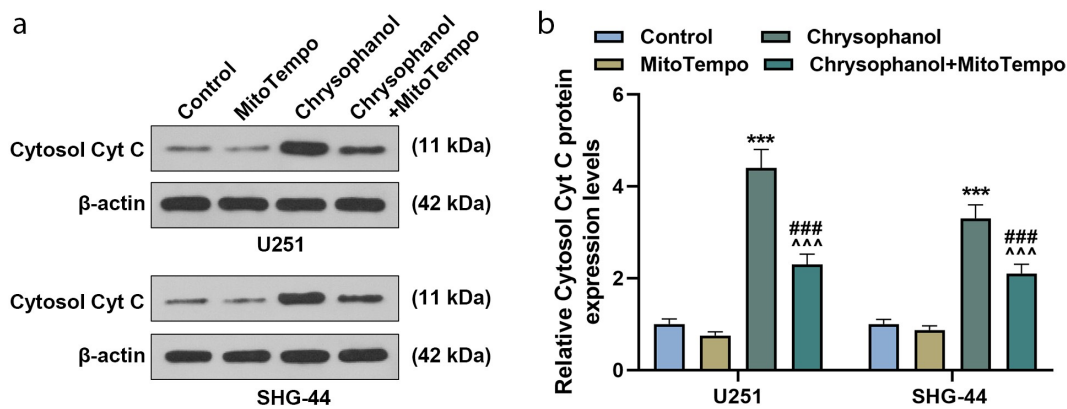 a
Control
MitoTempo
Chrysophanol
Chrysophanol
+MitoTempo
Cytosol Cyt C
(11 kDa)
β-actin
(42 kDa)
U251
Cytosol Cyt C
(11 kDa)
β-actin
(42 kDa)
SHG-44
b
Control
Chrysophanol
MitoTempo
Chrysophanol+MitoTempo
Relative Cytosol Cyt C protein
expression levels
6
4
2
0
***
###
^^^
***
###
^^^
U251
SHG-44